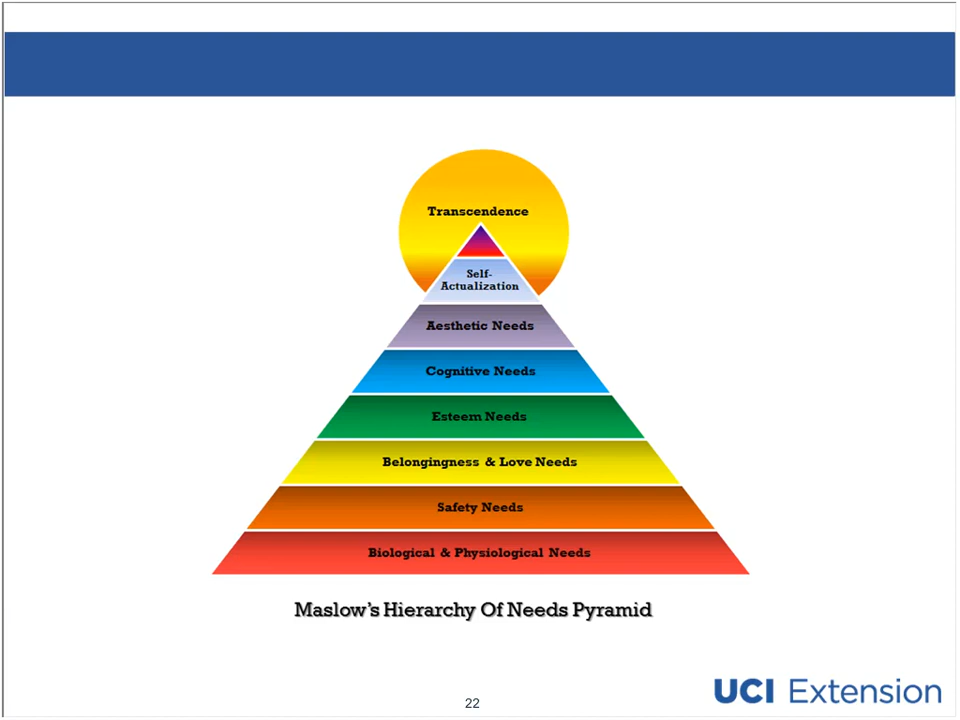 Transcendence
Self-
Actualization
Aesthetic Needs
Cognitive Needs
Esteem Needs
Belongingness & Love Needs
Safety Needs
Biological & Physiological Needs
Maslow's Hierarchy Of Needs Pyramid
UCI Extension
22